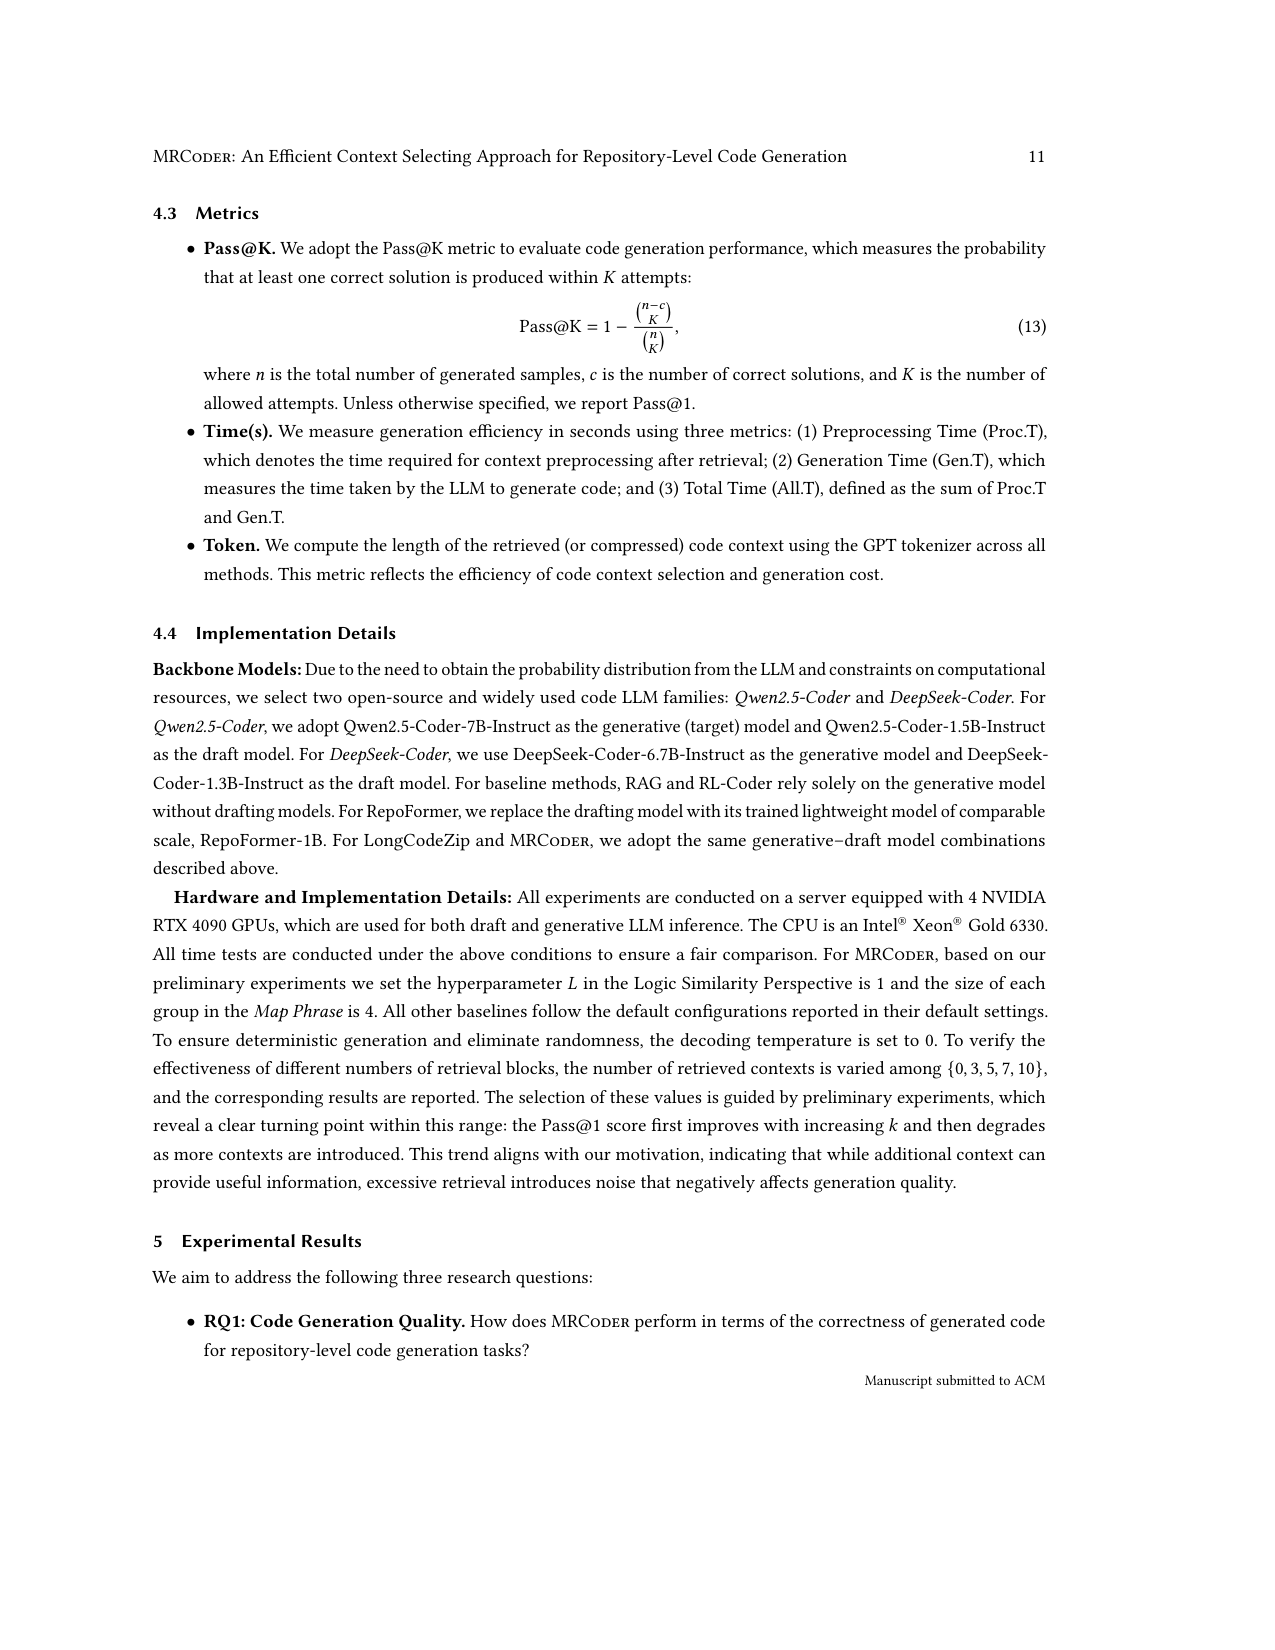 MRCoder: An Efficient Context Selecting Approach for Repository-Level Code Generation 11
4.3 Metrics
• Pass@K. We adopt the Pass@K metric to evaluate code generation performance, which measures the probability
that at least one correct solution is produced within K attempts:
Pass@K = 1 − \frac{\binom{n−c}{K}}{\binom{n}{K}}, (13)
where n is the total number of generated samples, c is the number of correct solutions, and K is the number of
allowed attempts. Unless otherwise specified, we report Pass@1.
• Time(s). We measure generation efficiency in seconds using three metrics: (1) Preprocessing Time (Proc.T),
which denotes the time required for context preprocessing after retrieval; (2) Generation Time (Gen.T), which
measures the time taken by the LLM to generate code; and (3) Total Time (All.T), defined as the sum of Proc.T
and Gen.T.
• Token. We compute the length of the retrieved (or compressed) code context using the GPT tokenizer across all
methods. This metric reflects the efficiency of code context selection and generation cost.
4.4 Implementation Details
Backbone Models: Due to the need to obtain the probability distribution from the LLM and constraints on computational
resources, we select two open-source and widely used code LLM families: Qwen2.5-Coder and DeepSeek-Coder. For
Qwen2.5-Coder, we adopt Qwen2.5-Coder-7B-Instruct as the generative (target) model and Qwen2.5-Coder-1.5B-Instruct
as the draft model. For DeepSeek-Coder, we use DeepSeek-Coder-6.7B-Instruct as the generative model and DeepSeek-
Coder-1.3B-Instruct as the draft model. For baseline methods, RAG and RL-Coder rely solely on the generative model
without drafting models. For RepoFormer, we replace the drafting model with its trained lightweight model of comparable
scale, RepoFormer-1B. For LongCodeZip and MRCoder, we adopt the same generative–draft model combinations
described above.
Hardware and Implementation Details: All experiments are conducted on a server equipped with 4 NVIDIA
RTX 4090 GPUs, which are used for both draft and generative LLM inference. The CPU is an Intel® Xeon® Gold 6330.
All time tests are conducted under the above conditions to ensure a fair comparison. For MRCoder, based on our
preliminary experiments we set the hyperparameter L in the Logic Similarity Perspective is 1 and the size of each
group in the Map Phrase is 4. All other baselines follow the default configurations reported in their default settings.
To ensure deterministic generation and eliminate randomness, the decoding temperature is set to 0. To verify the
effectiveness of different numbers of retrieval blocks, the number of retrieved contexts is varied among {0, 3, 5, 7, 10},
and the corresponding results are reported. The selection of these values is guided by preliminary experiments, which
reveal a clear turning point within this range: the Pass@1 score first improves with increasing k and then degrades
as more contexts are introduced. This trend aligns with our motivation, indicating that while additional context can
provide useful information, excessive retrieval introduces noise that negatively affects generation quality.
5 Experimental Results
We aim to address the following three research questions:
• RQ1: Code Generation Quality. How does MRCoder perform in terms of the correctness of generated code
for repository-level code generation tasks?
Manuscript submitted to ACM